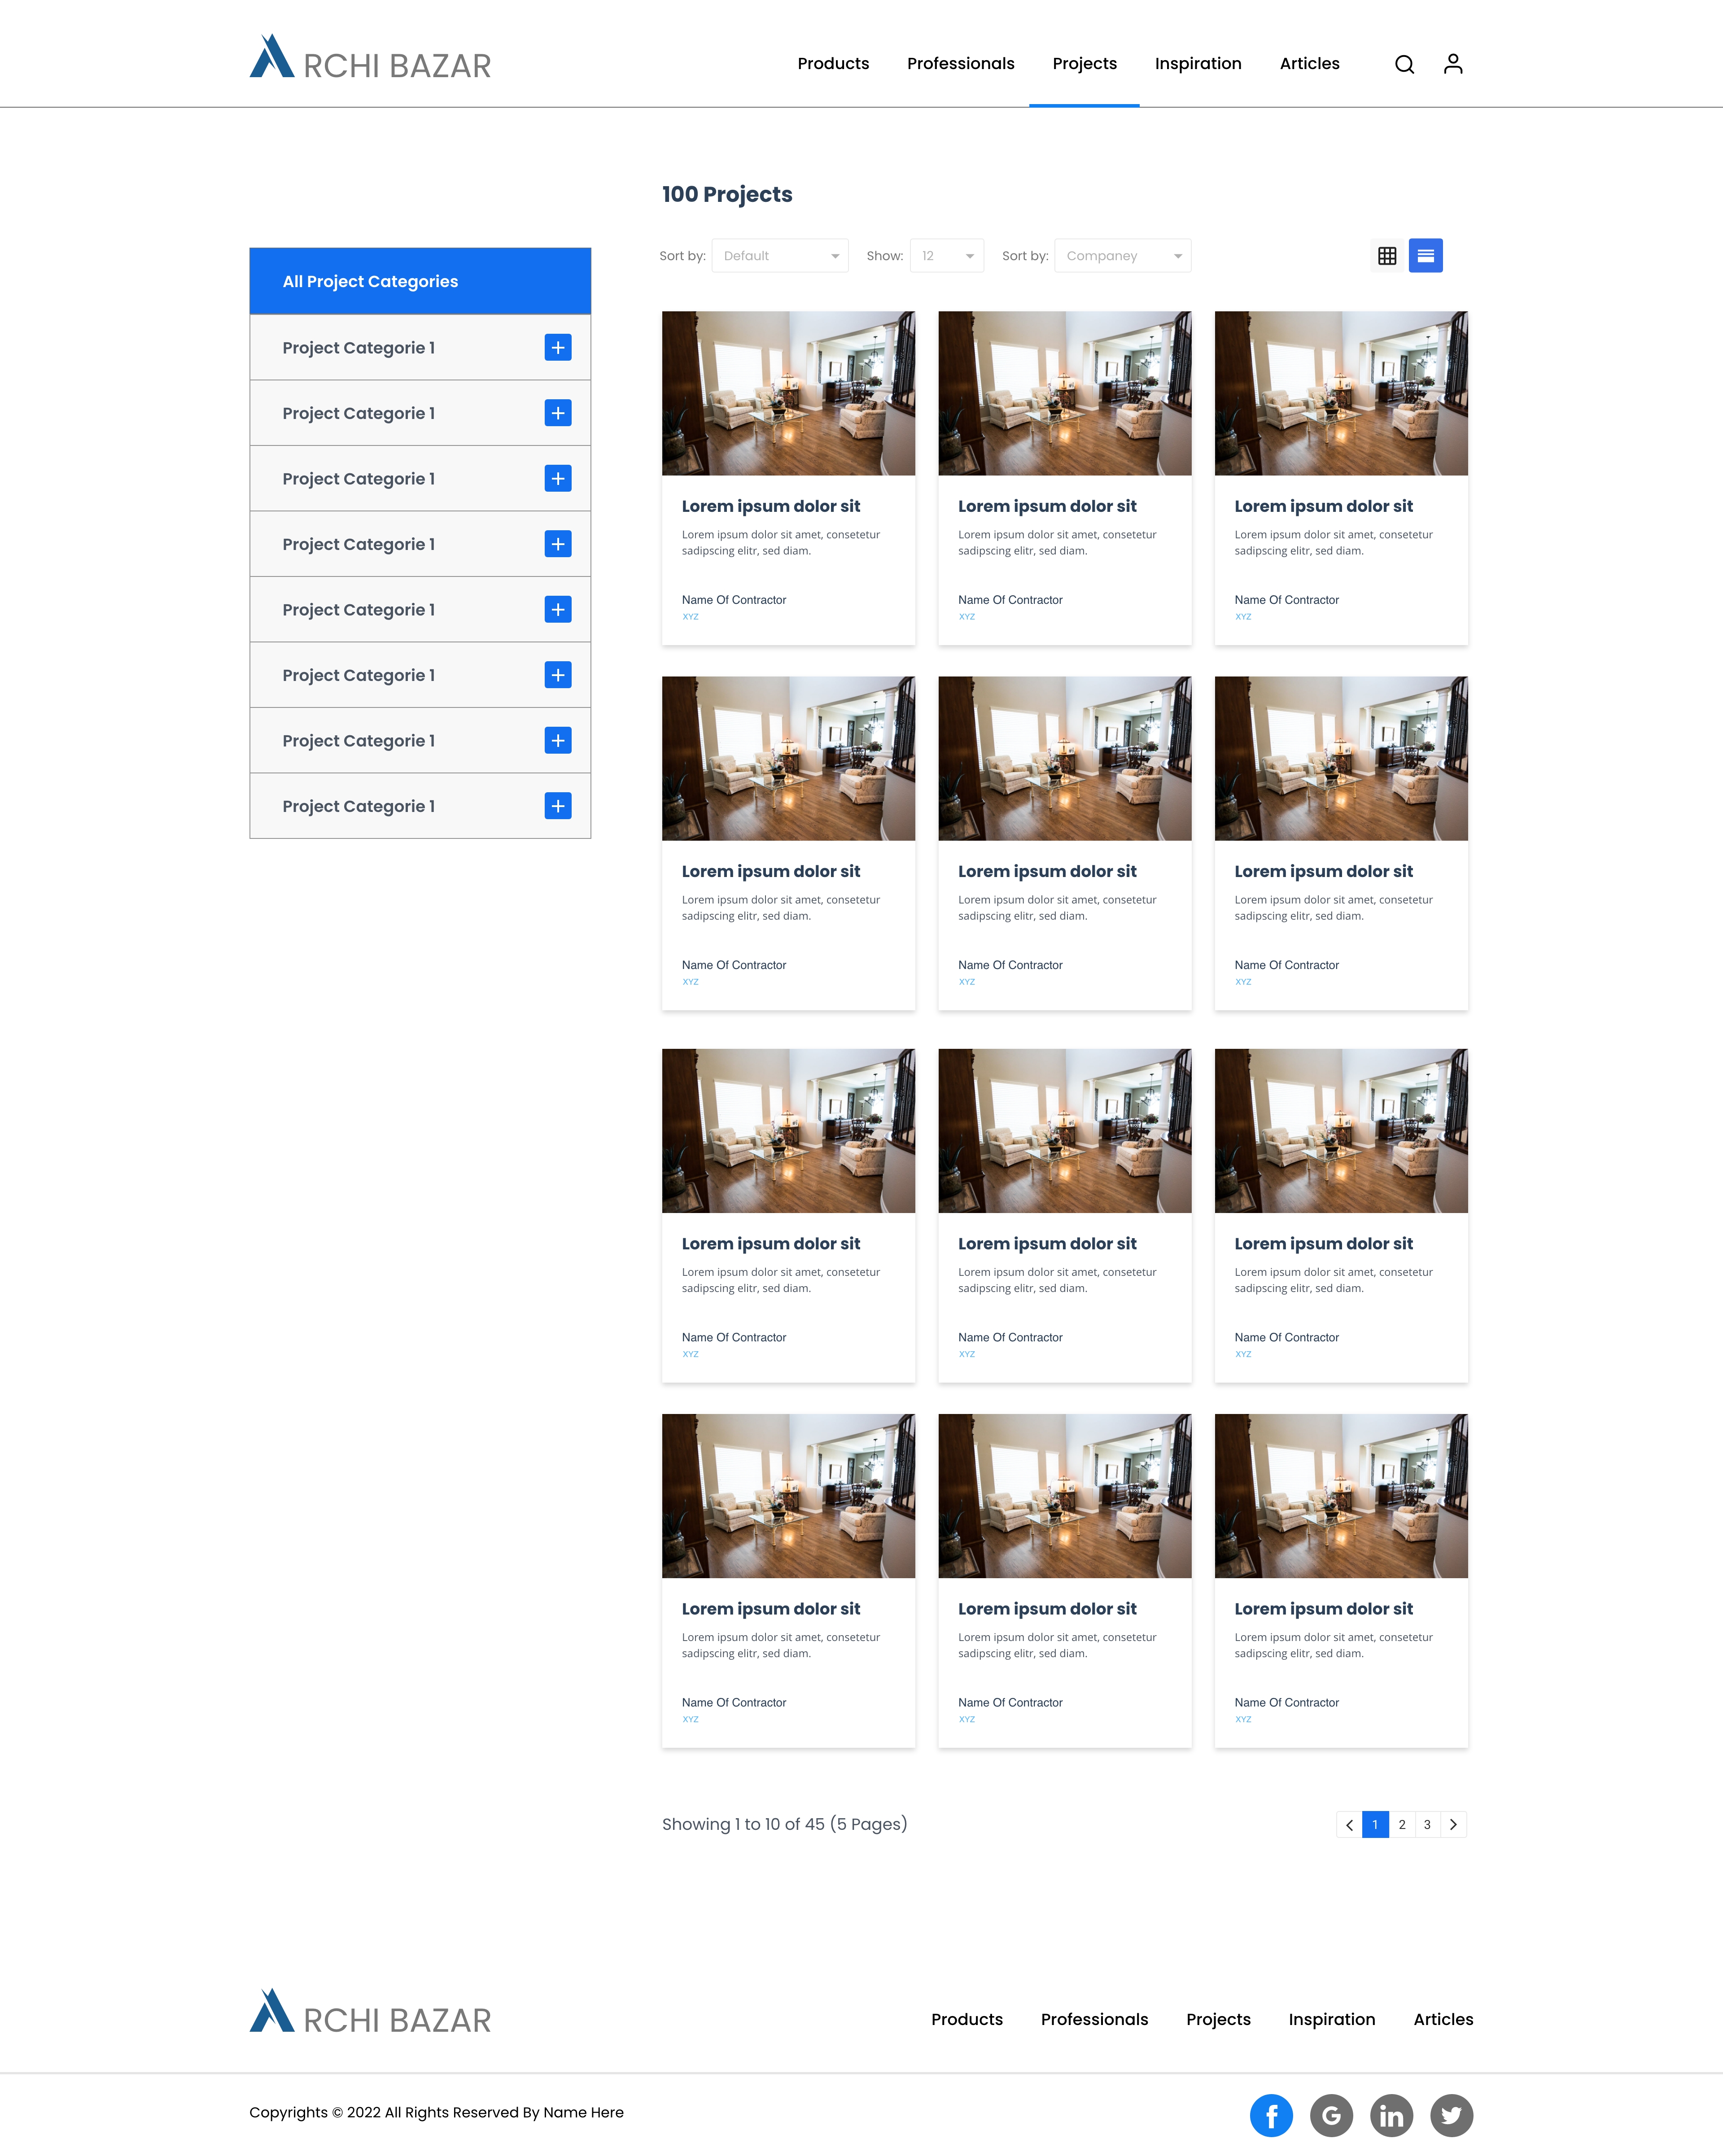 RCHI BAZAR
Products Professionals Projects Inspiration Articles
100 Projects
Sort by: Default Show: 12 Sort by: Companey
All Project Categories
Project Categorie 1
Project Categorie 1
Project Categorie 1
Project Categorie 1
Project Categorie 1
Project Categorie 1
Project Categorie 1
Project Categorie 1
Lorem ipsum dolor sit
Lorem ipsum dolor sit amet, consetetur
sadipscing elitr, sed diam.
Name Of Contractor
XYZ
Lorem ipsum dolor sit
Lorem ipsum dolor sit amet, consetetur
sadipscing elitr, sed diam.
Name Of Contractor
XYZ
Lorem ipsum dolor sit
Lorem ipsum dolor sit amet, consetetur
sadipscing elitr, sed diam.
Name Of Contractor
XYZ
Lorem ipsum dolor sit
Lorem ipsum dolor sit amet, consetetur
sadipscing elitr, sed diam.
Name Of Contractor
XYZ
Lorem ipsum dolor sit
Lorem ipsum dolor sit amet, consetetur
sadipscing elitr, sed diam.
Name Of Contractor
XYZ
Lorem ipsum dolor sit
Lorem ipsum dolor sit amet, consetetur
sadipscing elitr, sed diam.
Name Of Contractor
XYZ
Lorem ipsum dolor sit
Lorem ipsum dolor sit amet, consetetur
sadipscing elitr, sed diam.
Name Of Contractor
XYZ
Lorem ipsum dolor sit
Lorem ipsum dolor sit amet, consetetur
sadipscing elitr, sed diam.
Name Of Contractor
XYZ
Lorem ipsum dolor sit
Lorem ipsum dolor sit amet, consetetur
sadipscing elitr, sed diam.
Name Of Contractor
XYZ
Lorem ipsum dolor sit
Lorem ipsum dolor sit amet, consetetur
sadipscing elitr, sed diam.
Name Of Contractor
XYZ
Lorem ipsum dolor sit
Lorem ipsum dolor sit amet, consetetur
sadipscing elitr, sed diam.
Name Of Contractor
XYZ
Lorem ipsum dolor sit
Lorem ipsum dolor sit amet, consetetur
sadipscing elitr, sed diam.
Name Of Contractor
XYZ
Showing 1 to 10 of 45 (5 Pages)
1 2 3
RCHI BAZAR
Products Professionals Projects Inspiration Articles
Copyrights © 2022 All Rights Reserved By Name Here